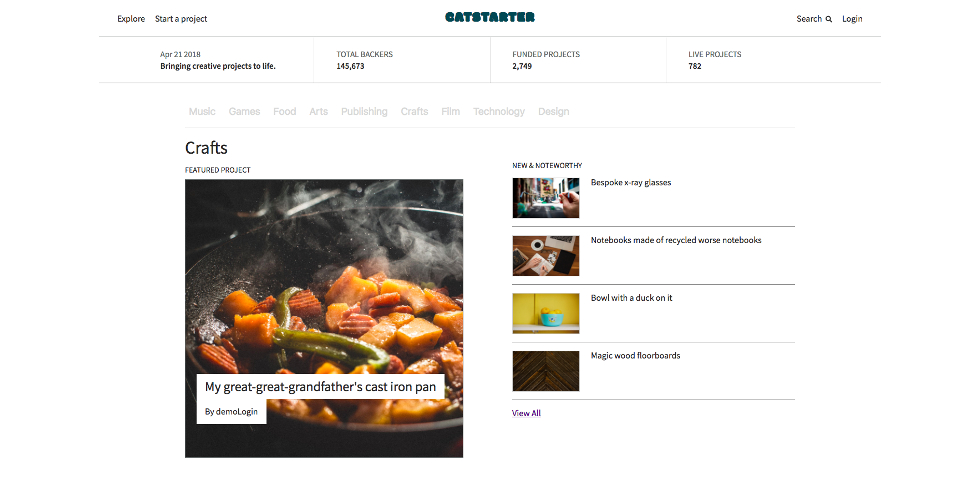 Explore Start a project CATSTARTER Search Login
Apr 21 2018
Bringing creative projects to life.
TOTAL BACKERS
145,673
FUNDED PROJECTS
2,749
LIVE PROJECTS
782
Music Games Food Arts Publishing Crafts Film Technology Design
Crafts
FEATURED PROJECT
My great-great-grandfather's cast iron pan
By demoLogin
NEW & NOTEWORTHY
Bespoke x-ray glasses
Notebooks made of recycled worse notebooks
Bowl with a duck on it
Magic wood floorboards
View All